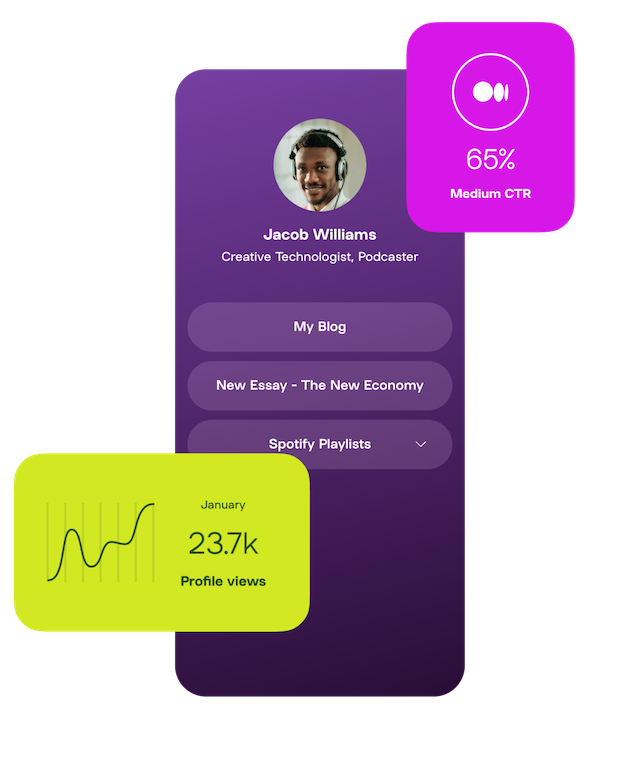 65%
Medium CTR
Jacob Williams
Creative Technologist, Podcaster
My Blog
New Essay - The New Economy
Spotify Playlists
January
23.7k
Profile views